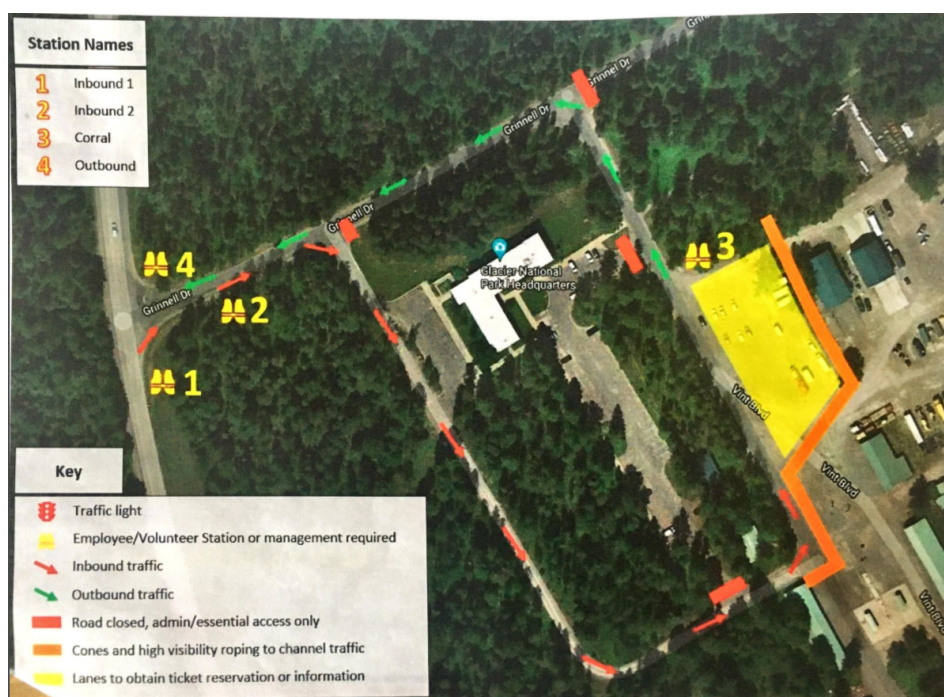 Station Names
1 Inbound 1
2 Inbound 2
3 Corral
4 Outbound
Grinnel Dr
Grinnell Dr
Grinnell Dr
Grinnell Dr
4
2
1
3
Glacier National
Park Headquarters
Vint Blvd
Vint Blvd
Vint Blvd
Key
Traffic light
Employee/Volunteer Station or management required
Inbound traffic
Outbound traffic
Road closed, admin/essential access only
Cones and high visibility roping to channel traffic
Lanes to obtain ticket reservation or information